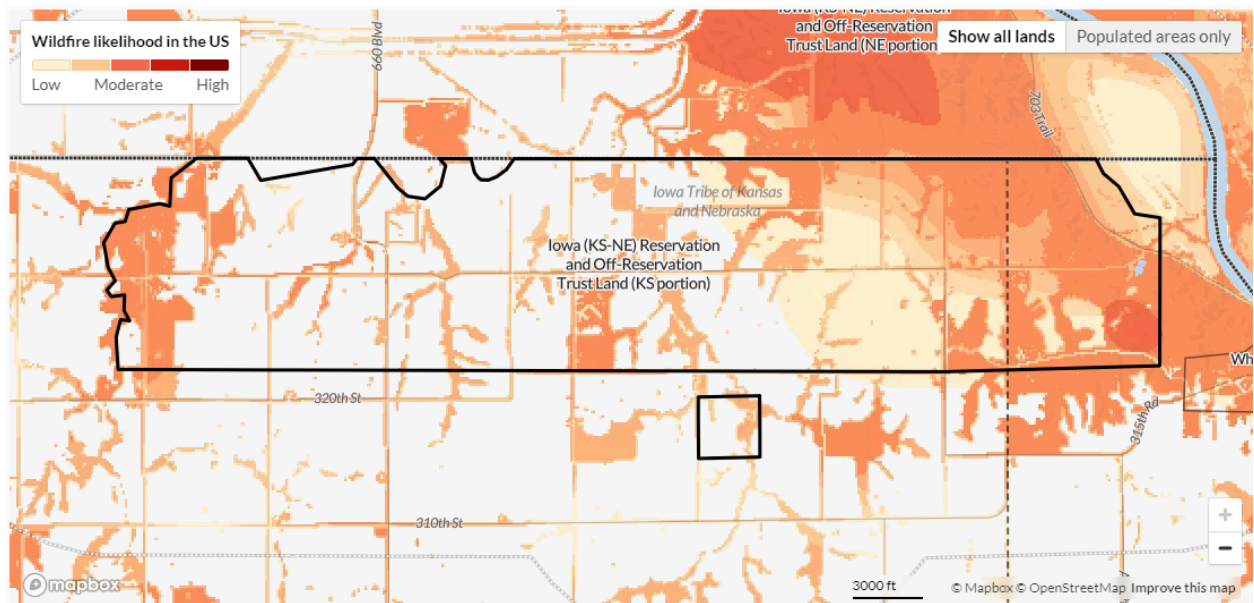 Iowa (KS-NE) Reservation
and Off-Reservation
Trust Land (NE portion
Wildfire likelihood in the US
Low Moderate High
Show all lands Populated areas only
660 Blvd
703 Trail
Iowa Tribe of Kansas
and Nebraska
Iowa (KS-NE) Reservation
and Off-Reservation
Trust Land (KS portion)
Wh
320th St
315th Rd
310th St
+
−
mapbox
3000 ft
© Mapbox © OpenStreetMap Improve this map